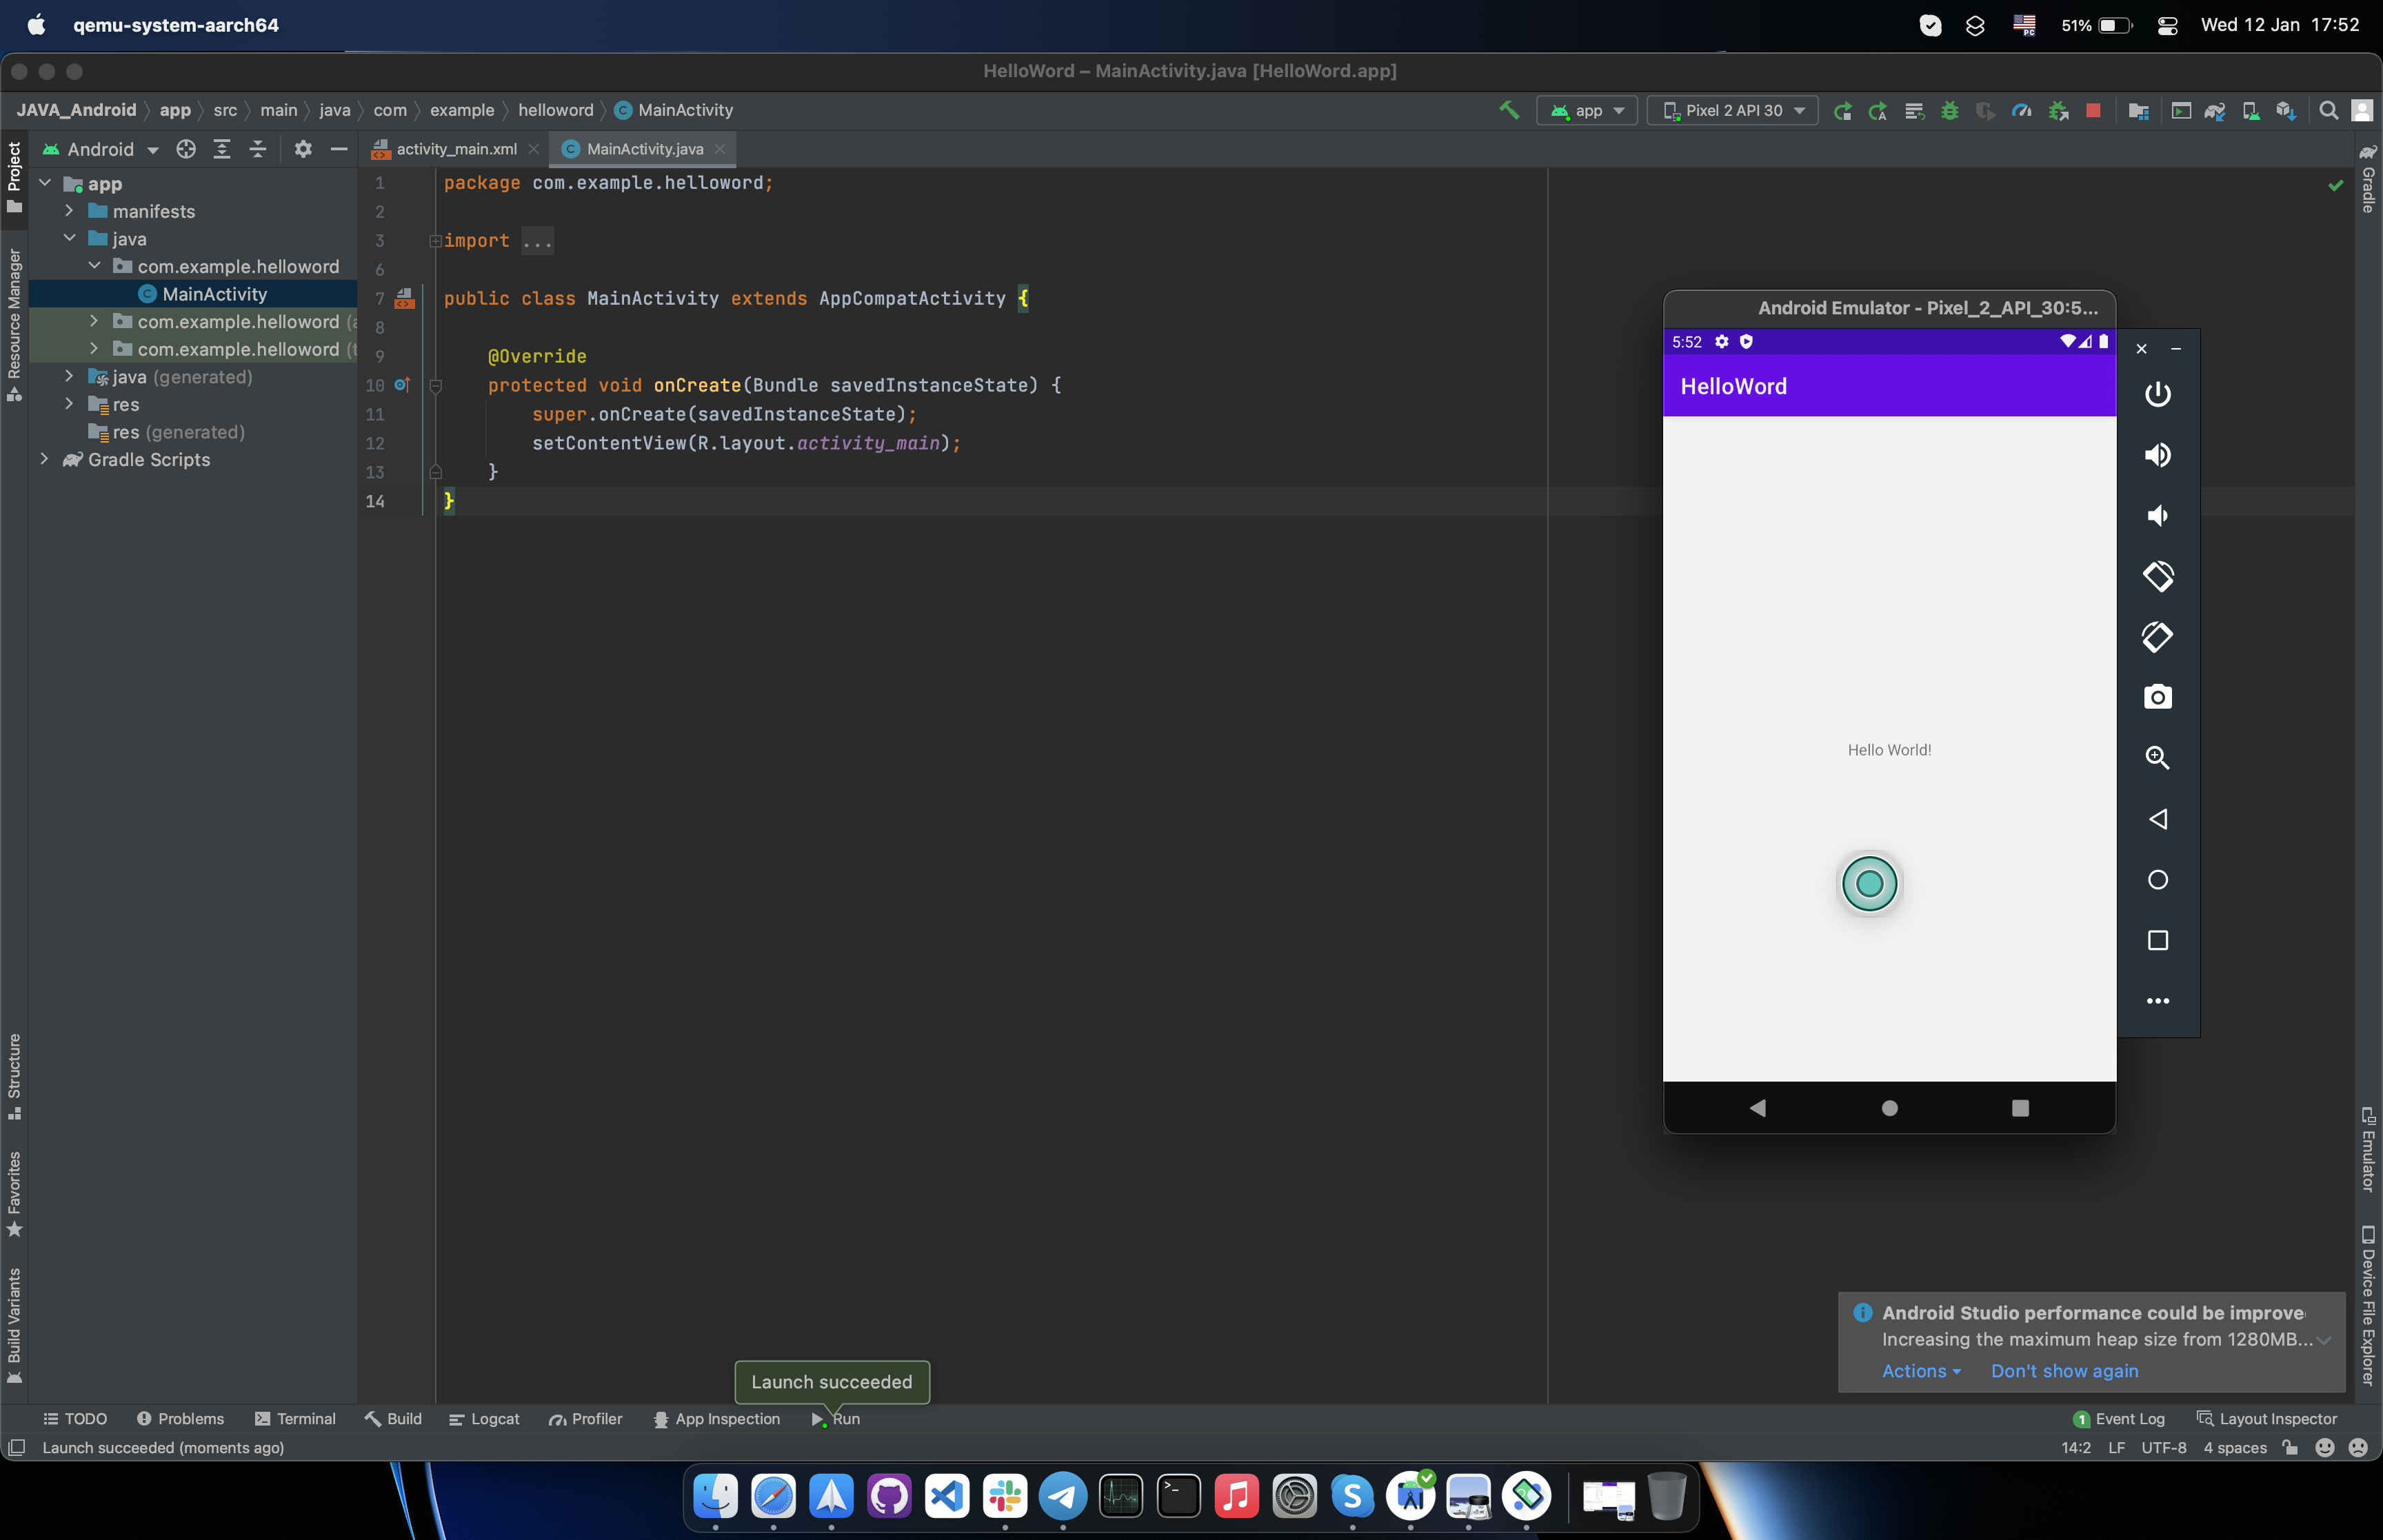 qemu-system-aarch64
51%
Wed 12 Jan 17:52
HelloWord – MainActivity.java [HelloWord.app]
JAVA_Android app src main java com example helloword MainActivity
app
Pixel 2 API 30
Project
Resource Manager
Structure
Favorites
Build Variants
Android
app
manifests
java
com.example.helloword
MainActivity
com.example.helloword (a
com.example.helloword (t
java (generated)
res
res (generated)
Gradle Scripts
activity_main.xml
MainActivity.java
1 package com.example.helloword;
2
3 import ...
6
7 public class MainActivity extends AppCompatActivity {
8
9 @Override
10 protected void onCreate(Bundle savedInstanceState) {
11 super.onCreate(savedInstanceState);
12 setContentView(R.layout.activity_main);
13 }
14 }
Android Emulator - Pixel_2_API_30:5...
5:52
HelloWord
Hello World!
Gradle
Emulator
Device File Explorer
Android Studio performance could be improve
Increasing the maximum heap size from 1280MB...
Actions
Don't show again
Launch succeeded
TODO
Problems
Terminal
Build
Logcat
Profiler
App Inspection
Run
1 Event Log
Layout Inspector
Launch succeeded (moments ago)
14:2 LF UTF-8 4 spaces